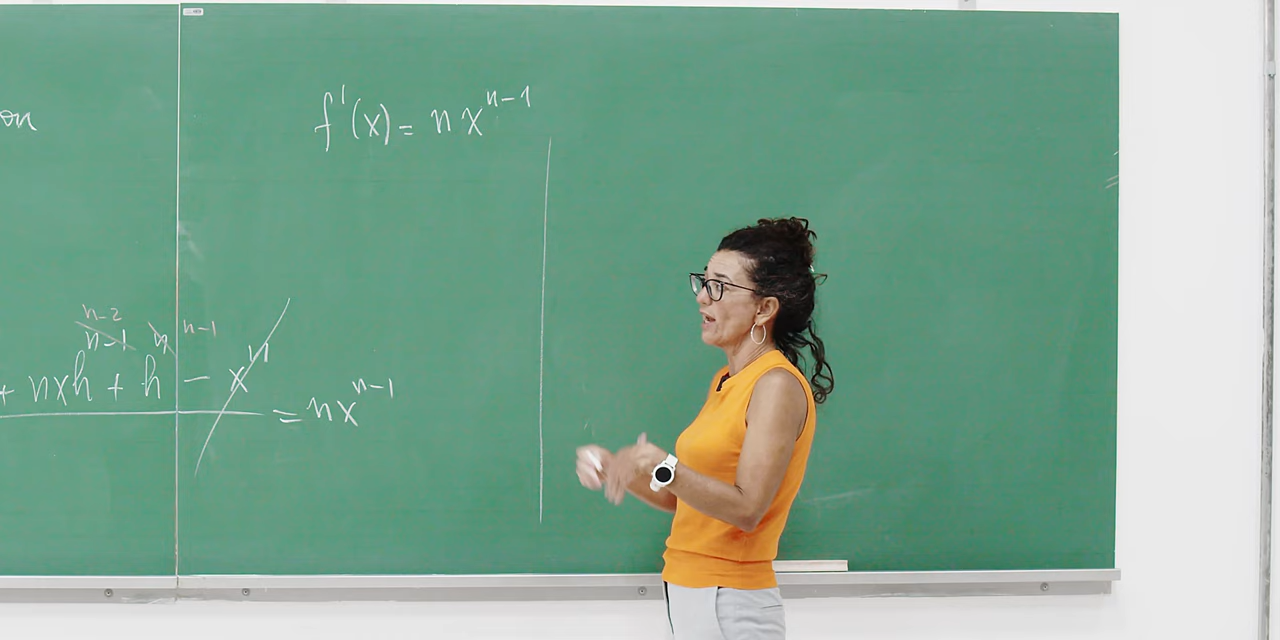 on
f'(x) = nx^{n-1}
n-2
n-1 n n-1
+ nxh + h - x^n
= nx^{n-1}